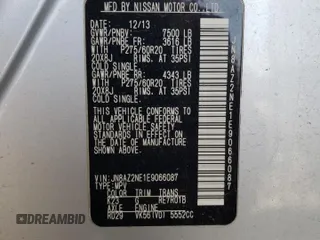 MFD BY NISSAN MOTOR CO., LTD.
12/13
GVWR/PNBV: 7500 LB
GAWR/PNBE FR: 3616 LB
WITH P275/60R20 TIRES
20X8J RIMS, AT 35PSI
COLD SINGLE.
GAWR/PNBE RR: 4343 LB
WITH P275/60R20 TIRES
20X8J RIMS, AT 35PSI
COLD SINGLE.
THIS VEHICLE CONFORMS TO ALL
APPLICABLE FEDERAL MOTOR
VEHICLE SAFETY STANDARDS IN
EFFECT ON THE DATE OF
MANUFACTURE SHOWN ABOVE.
VIN: JN8AZ2NE1E9066087
TYPE: MPV
COLOR TRIM TRANS
K23 G RE7R01B
AXLE ENGINE
R029 VK56(VD) 5552CC
JN8AZ2NE1E9066087